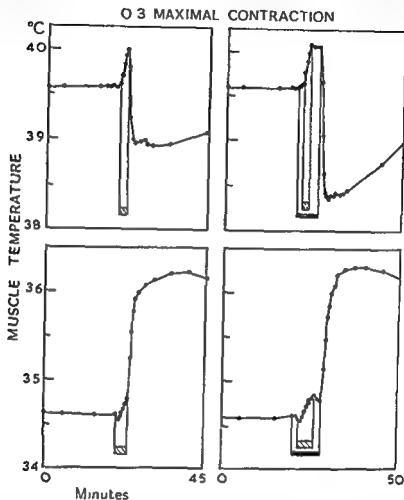 O 3 MAXIMAL CONTRACTION
°C
40
39
38
MUSCLE TEMPERATURE
36
35
34
0 45 0 50
Minutes